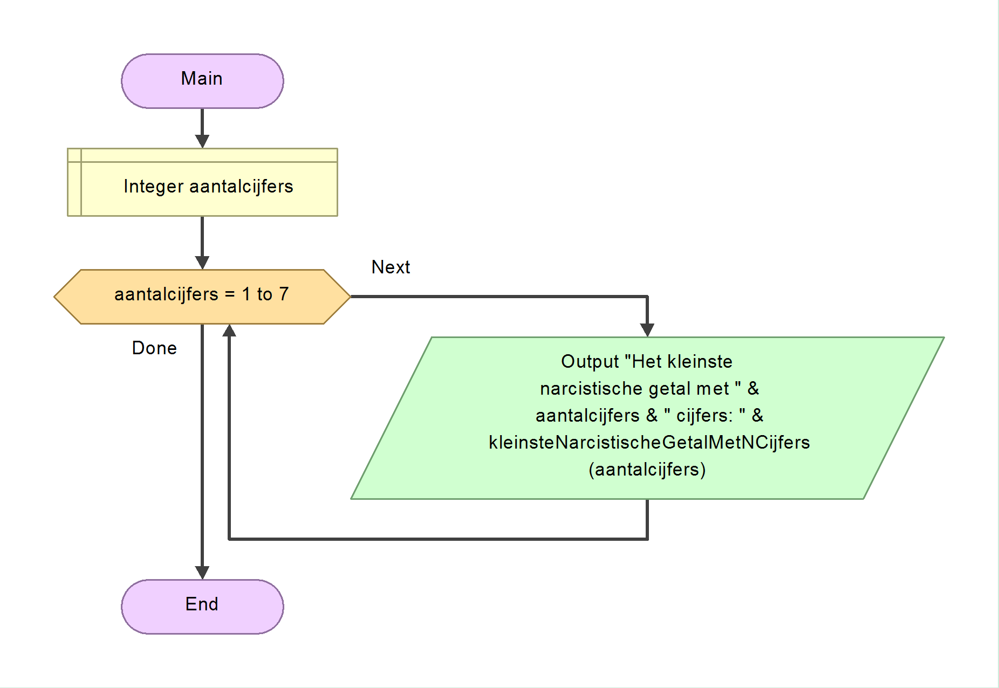 Main
Integer aantalcijfers
aantalcijfers = 1 to 7
Next
Done
Output "Het kleinste
narcistische getal met " &
aantalcijfers & " cijfers: " &
kleinsteNarcistischeGetalMetNCijfers
(aantalcijfers)
End